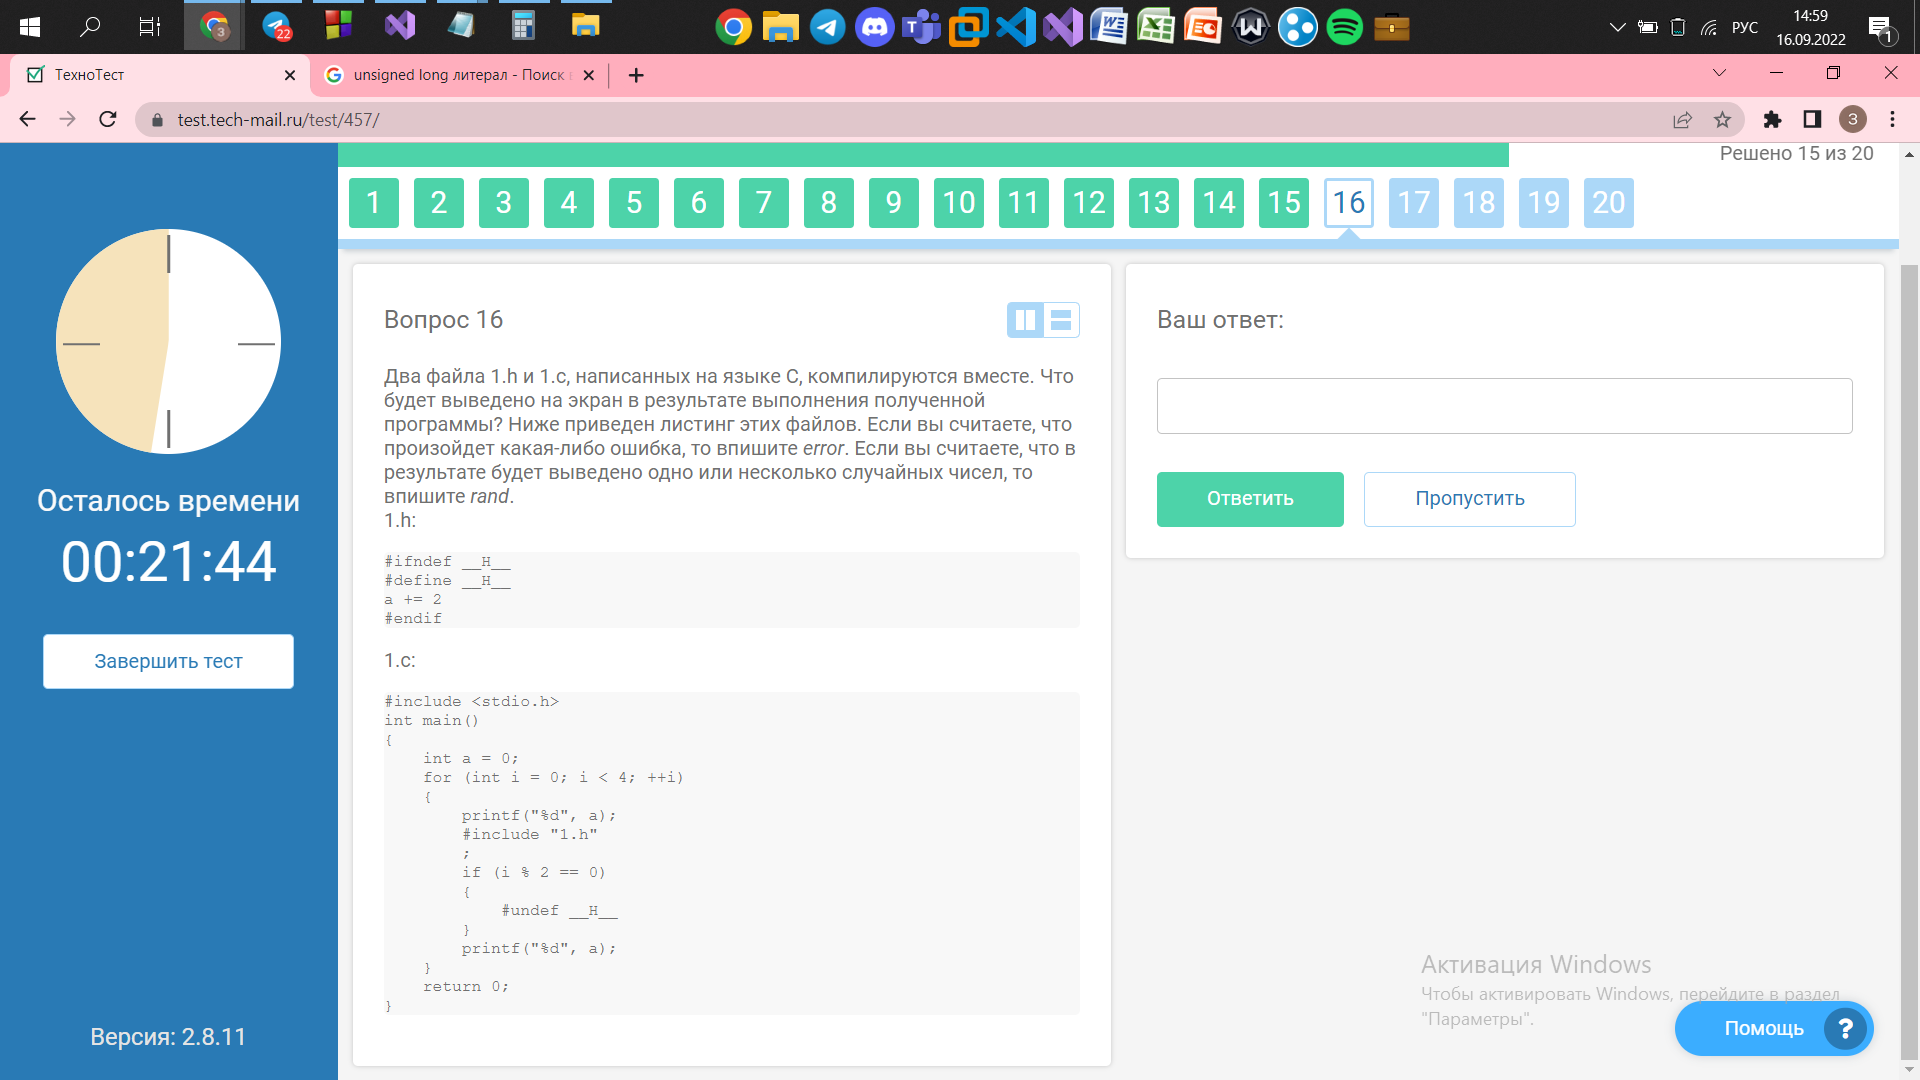 14:59
РУС
16.09.2022
22
3
1
ТехноТест
unsigned long литерал - Поиск
test.tech-mail.ru/test/457/
З
Решено 15 из 20
1 2 3 4 5 6 7 8 9 10 11 12 13 14 15 16 17 18 19 20
Осталось времени
00:21:44
Завершить тест
Версия: 2.8.11
Вопрос 16
Два файла 1.h и 1.c, написанных на языке C, компилируются вместе. Что
будет выведено на экран в результате выполнения полученной
программы? Ниже приведен листинг этих файлов. Если вы считаете, что
произойдет какая-либо ошибка, то впишите error. Если вы считаете, что в
результате будет выведено одно или несколько случайных чисел, то
впишите rand.
1.h:
#ifndef __H__
#define __H__
a += 2
#endif
1.c:
#include <stdio.h>
int main()
{
int a = 0;
for (int i = 0; i < 4; ++i)
{
printf("%d", a);
#include "1.h"
;
if (i % 2 == 0)
{
#undef __H__
}
printf("%d", a);
}
return 0;
}
Ваш ответ:
Ответить
Пропустить
Активация Windows
Чтобы активировать Windows, перейдите в раздел
"Параметры".
Помощь ?